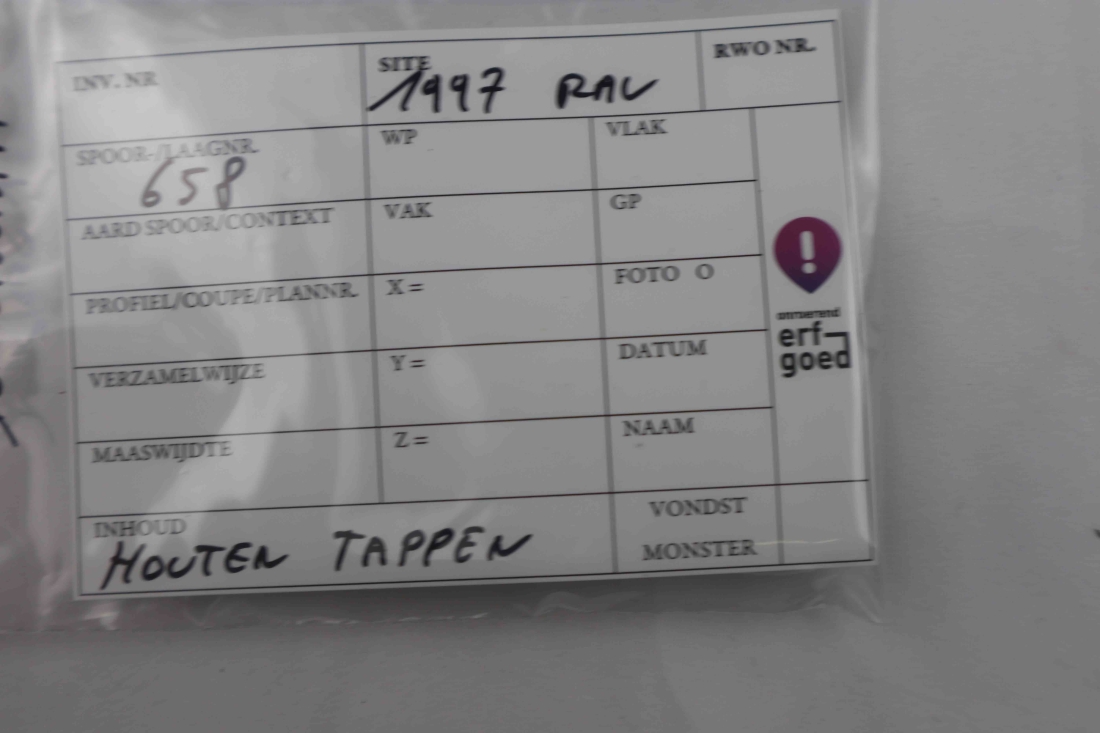 INV. NR
SITE
1997 RAV
RWO NR.
SPOOR-/LAAGNR.
658
WP
VLAK
AARD SPOOR/CONTEXT
VAK
GP
PROFIEL/COUPE/PLANNR.
X =
FOTO O
VERZAMELWIJZE
Y =
DATUM
MAASWIJDTE
Z =
NAAM
INHOUD
HOUTEN TAPPEN
VONDST
MONSTER
!
onroerend
erf-
goed